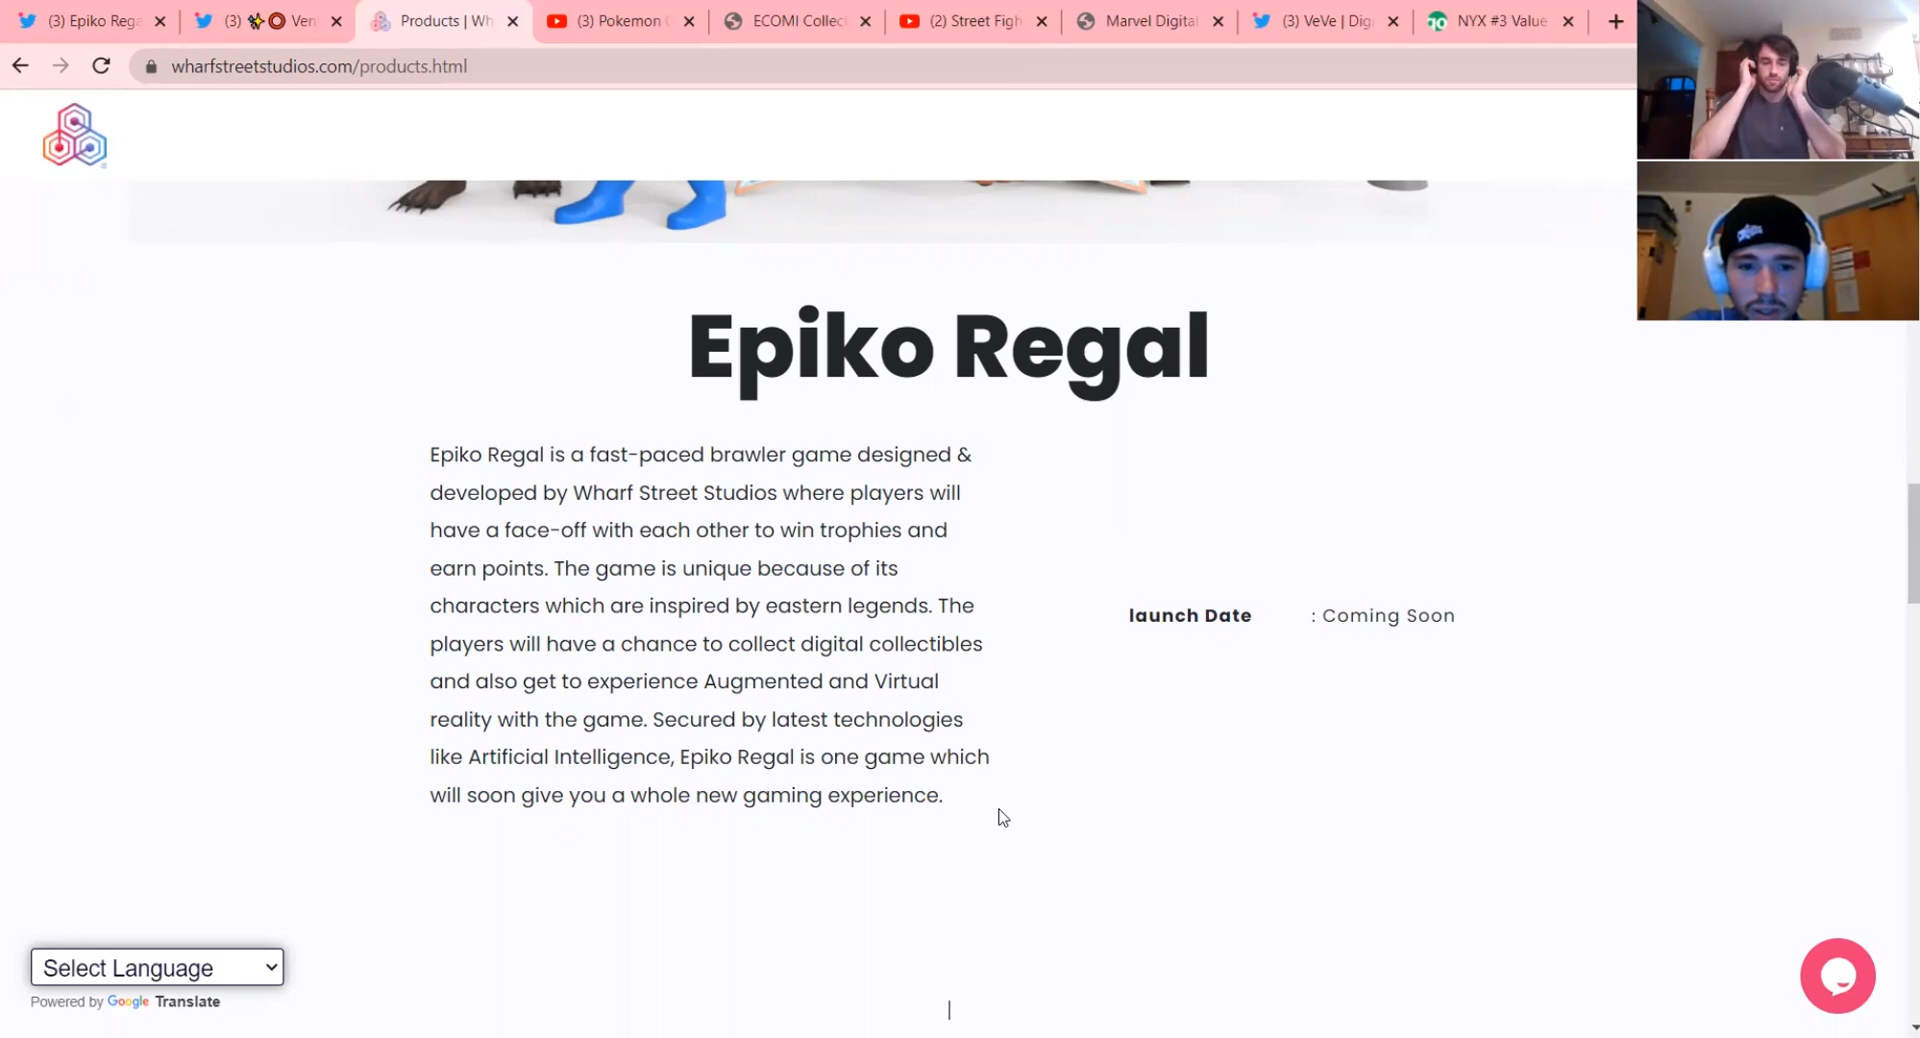 (3) Epiko Rega
(3) ✨⭕ Veri
Products | Wh
(3) Pokemon
ECOMI Collec
(2) Street Figh
Marvel Digital
(3) VeVe | Dig
NYX #3 Value
wharfstreetstudios.com/products.html
Epiko Regal
Epiko Regal is a fast-paced brawler game designed &
developed by Wharf Street Studios where players will
have a face-off with each other to win trophies and
earn points. The game is unique because of its
characters which are inspired by eastern legends. The
players will have a chance to collect digital collectibles
and also get to experience Augmented and Virtual
reality with the game. Secured by latest technologies
like Artificial Intelligence, Epiko Regal is one game which
will soon give you a whole new gaming experience.
launch Date : Coming Soon
Select Language
Powered by Google Translate